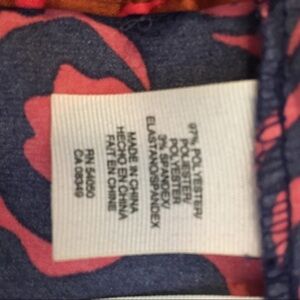 97% POLYESTER/
POLIESTER/
POLYESTER
3% SPANDEX/
ELASTANO/SPANDEX
MADE IN CHINA
HECHO EN CHINA
FAIT EN CHINE
RN 54050
CA 08349